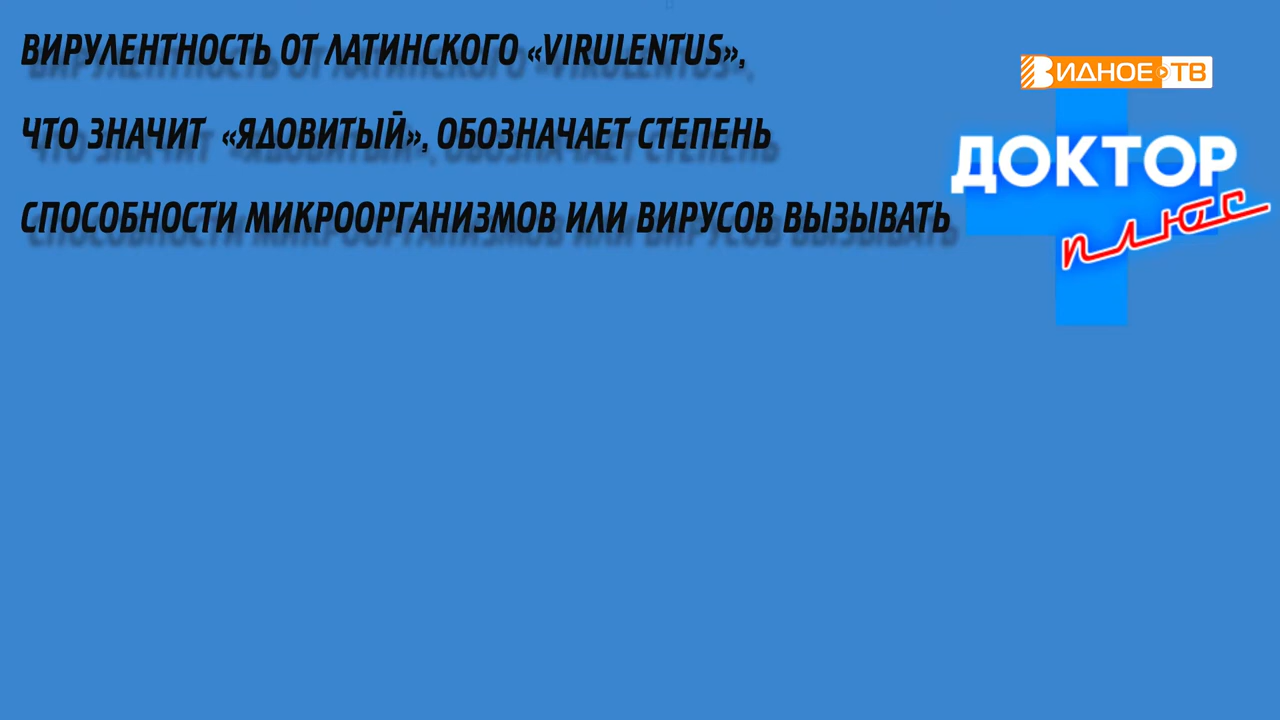 ВИРУЛЕНТНОСТЬ ОТ ЛАТИНСКОГО «VIRULENTUS»,
ЧТО ЗНАЧИТ «ЯДОВИТЫЙ», ОБОЗНАЧАЕТ СТЕПЕНЬ
СПОСОБНОСТИ МИКРООРГАНИЗМОВ ИЛИ ВИРУСОВ ВЫЗЫВАТЬ
ВИДНОЕ ТВ
ДОКТОР
плюс